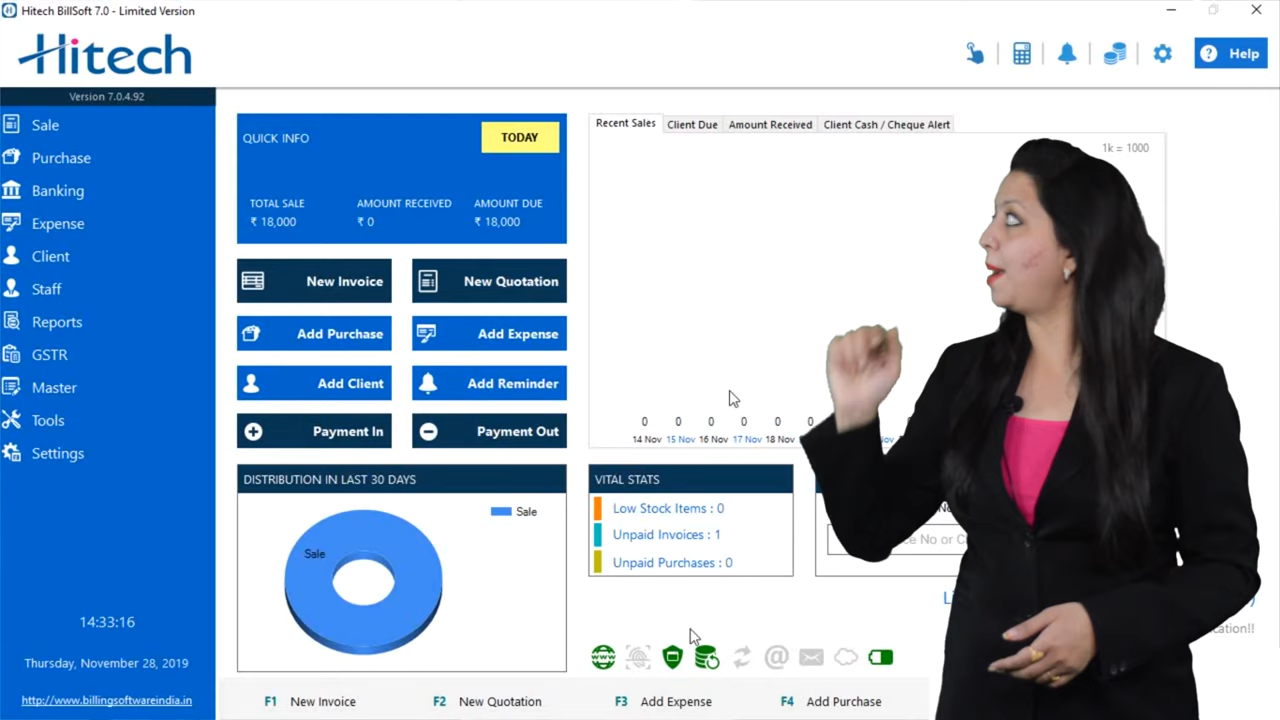 Hitech BillSoft 7.0 - Limited Version
Hitech
Help
Version 7.0.4.92
Sale
Purchase
Banking
Expense
Client
Staff
Reports
GSTR
Master
Tools
Settings
14:33:16
Thursday, November 28, 2019
http://www.billingsoftwareindia.in
QUICK INFO
TODAY
TOTAL SALE AMOUNT RECEIVED AMOUNT DUE
₹ 18,000 ₹ 0 ₹ 18,000
New Invoice New Quotation
Add Purchase Add Expense
Add Client Add Reminder
Payment In Payment Out
DISTRIBUTION IN LAST 30 DAYS
Sale
Sale
Recent Sales Client Due Amount Received Client Cash / Cheque Alert
1k = 1000
0 0 0 0 0 0
14 Nov 15 Nov 16 Nov 17 Nov 18 Nov
VITAL STATS
Low Stock Items : 0
Unpaid Invoices : 1
Unpaid Purchases : 0
No or
WWW
F1 New Invoice F2 New Quotation F3 Add Expense F4 Add Purchase